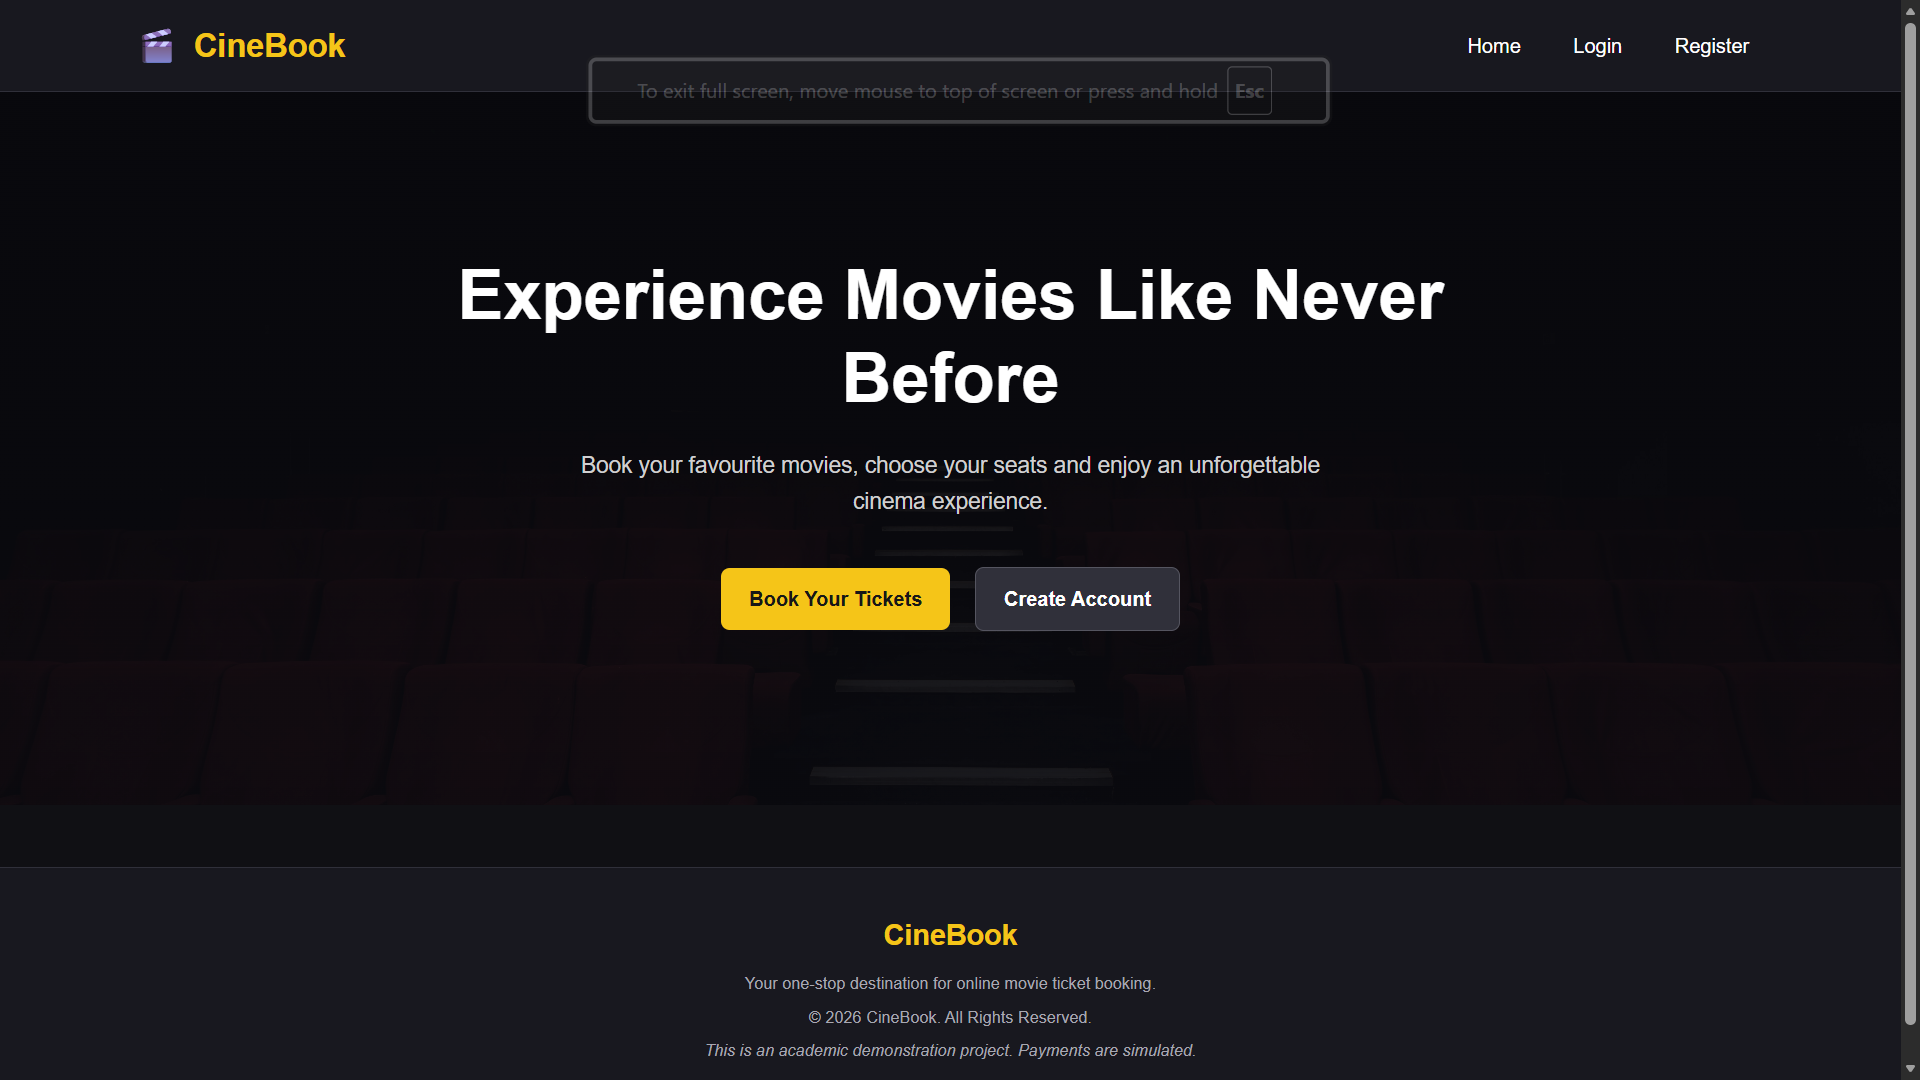 CineBook
Home
Login
Register
To exit full screen, move mouse to top of screen or press and hold Esc
Experience Movies Like Never
Before
Book your favourite movies, choose your seats and enjoy an unforgettable
cinema experience.
Book Your Tickets
Create Account
CineBook
Your one-stop destination for online movie ticket booking.
© 2026 CineBook. All Rights Reserved.
This is an academic demonstration project. Payments are simulated.